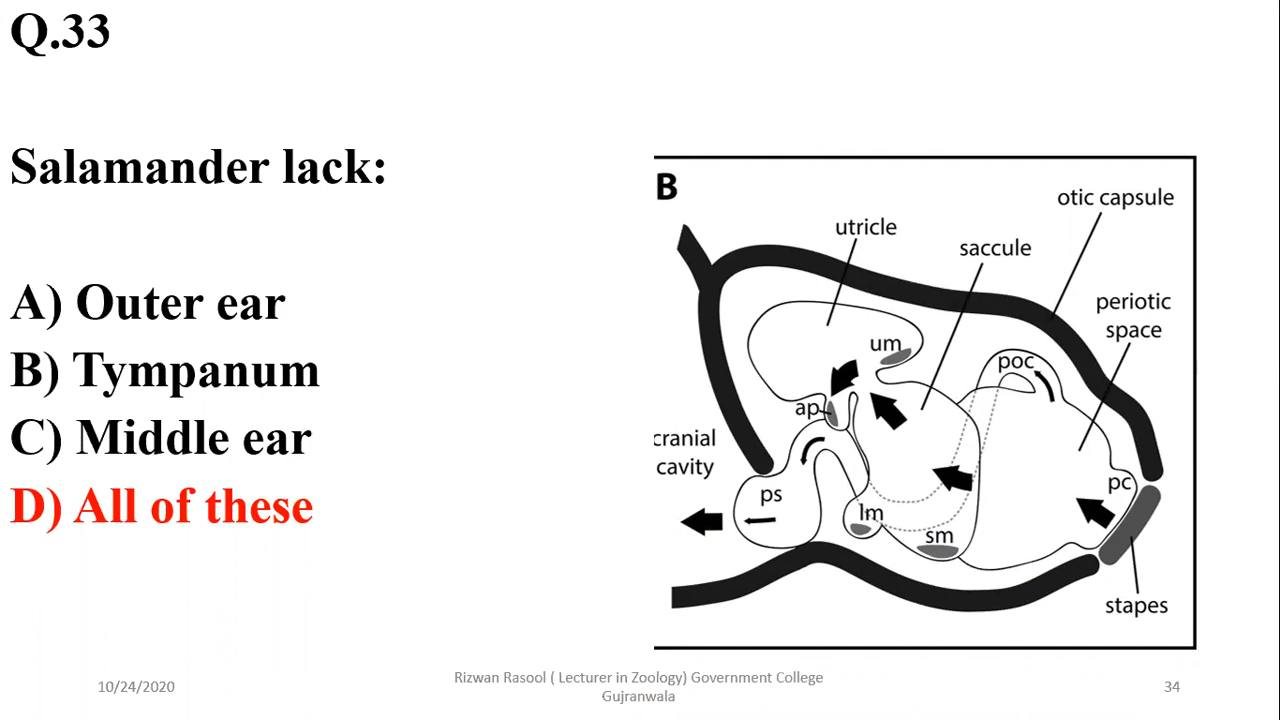 Q.33
Salamander lack:
A) Outer ear
B) Tympanum
C) Middle ear
D) All of these
B
otic capsule
utricle
saccule
periotic
space
um
poc
ap
cranial
cavity
ps
lm
sm
pc
stapes
10/24/2020
Rizwan Rasool ( Lecturer in Zoology) Government College
Gujranwala
34